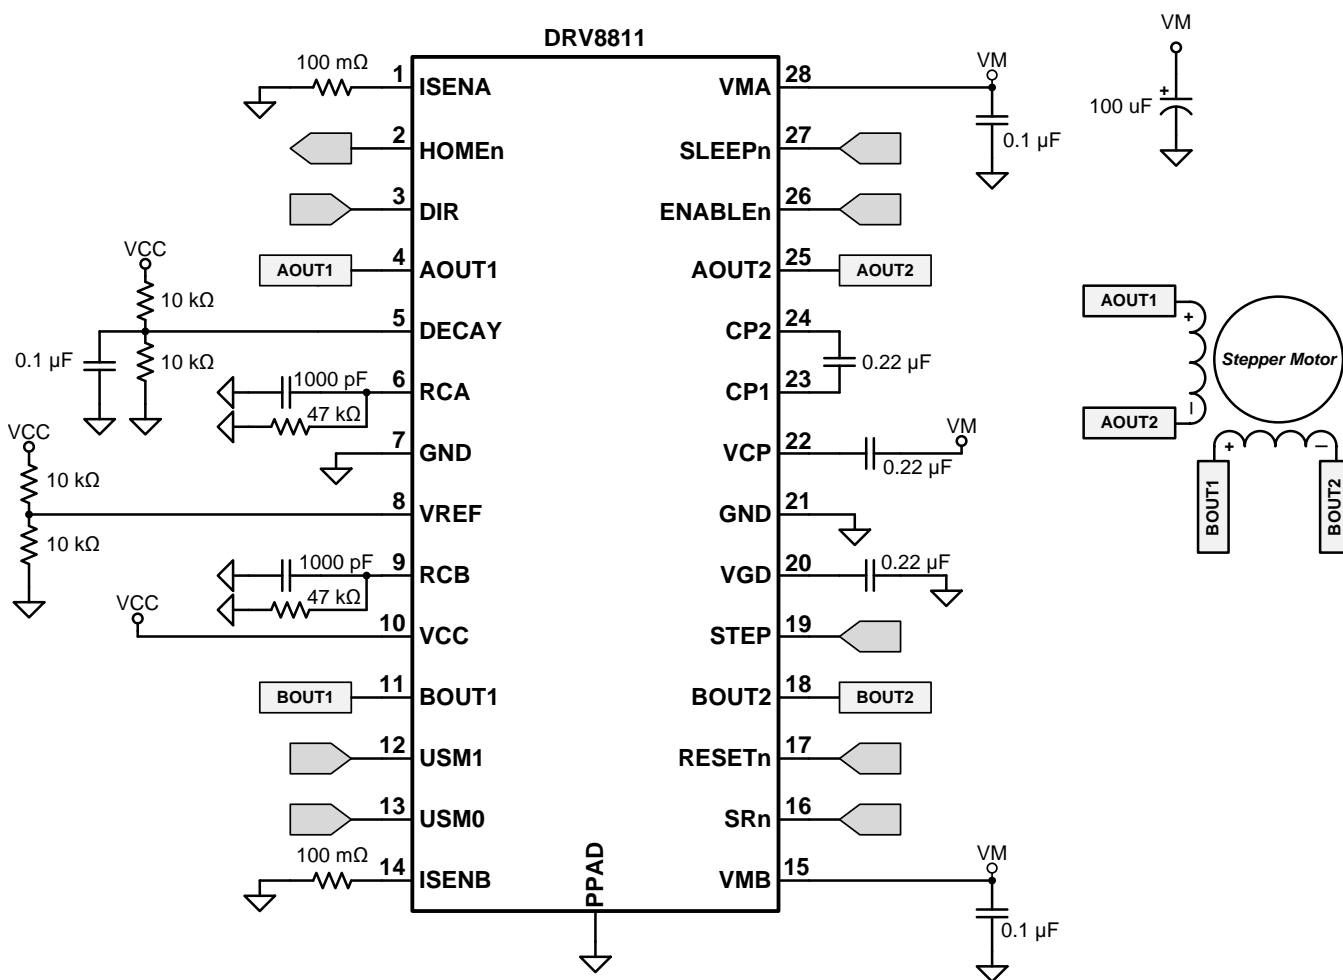 DRV8811
100 mΩ
1
ISENA
2
HOMEn
3
DIR
AOUT1
4
AOUT1
VCC
10 kΩ
5
DECAY
10 kΩ
0.1 µF
1000 pF
6
RCA
47 kΩ
7
GND
VCC
10 kΩ
8
VREF
10 kΩ
1000 pF
9
RCB
47 kΩ
VCC
10
VCC
BOUT1
11
BOUT1
12
USM1
13
USM0
100 mΩ
14
ISENB
PPAD
VMA
28
VM
0.1 µF
SLEEPn
27
ENABLEn
26
AOUT2
25
AOUT2
CP2
24
0.22 µF
CP1
23
VCP
22
0.22 µF
VM
GND
21
VGD
20
0.22 µF
STEP
19
BOUT2
18
BOUT2
RESETn
17
SRn
16
VMB
15
VM
0.1 µF
VM
+
100 uF
AOUT1
+
Stepper Motor
AOUT2
–
+
–
BOUT1
BOUT2